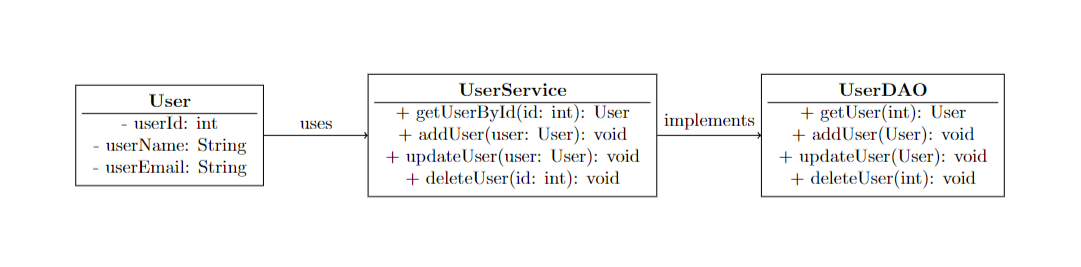 User
- userId: int
- userName: String
- userEmail: String
uses
UserService
+ getUserById(id: int): User
+ addUser(user: User): void
+ updateUser(user: User): void
+ deleteUser(id: int): void
implements
UserDAO
+ getUser(int): User
+ addUser(User): void
+ updateUser(User): void
+ deleteUser(int): void